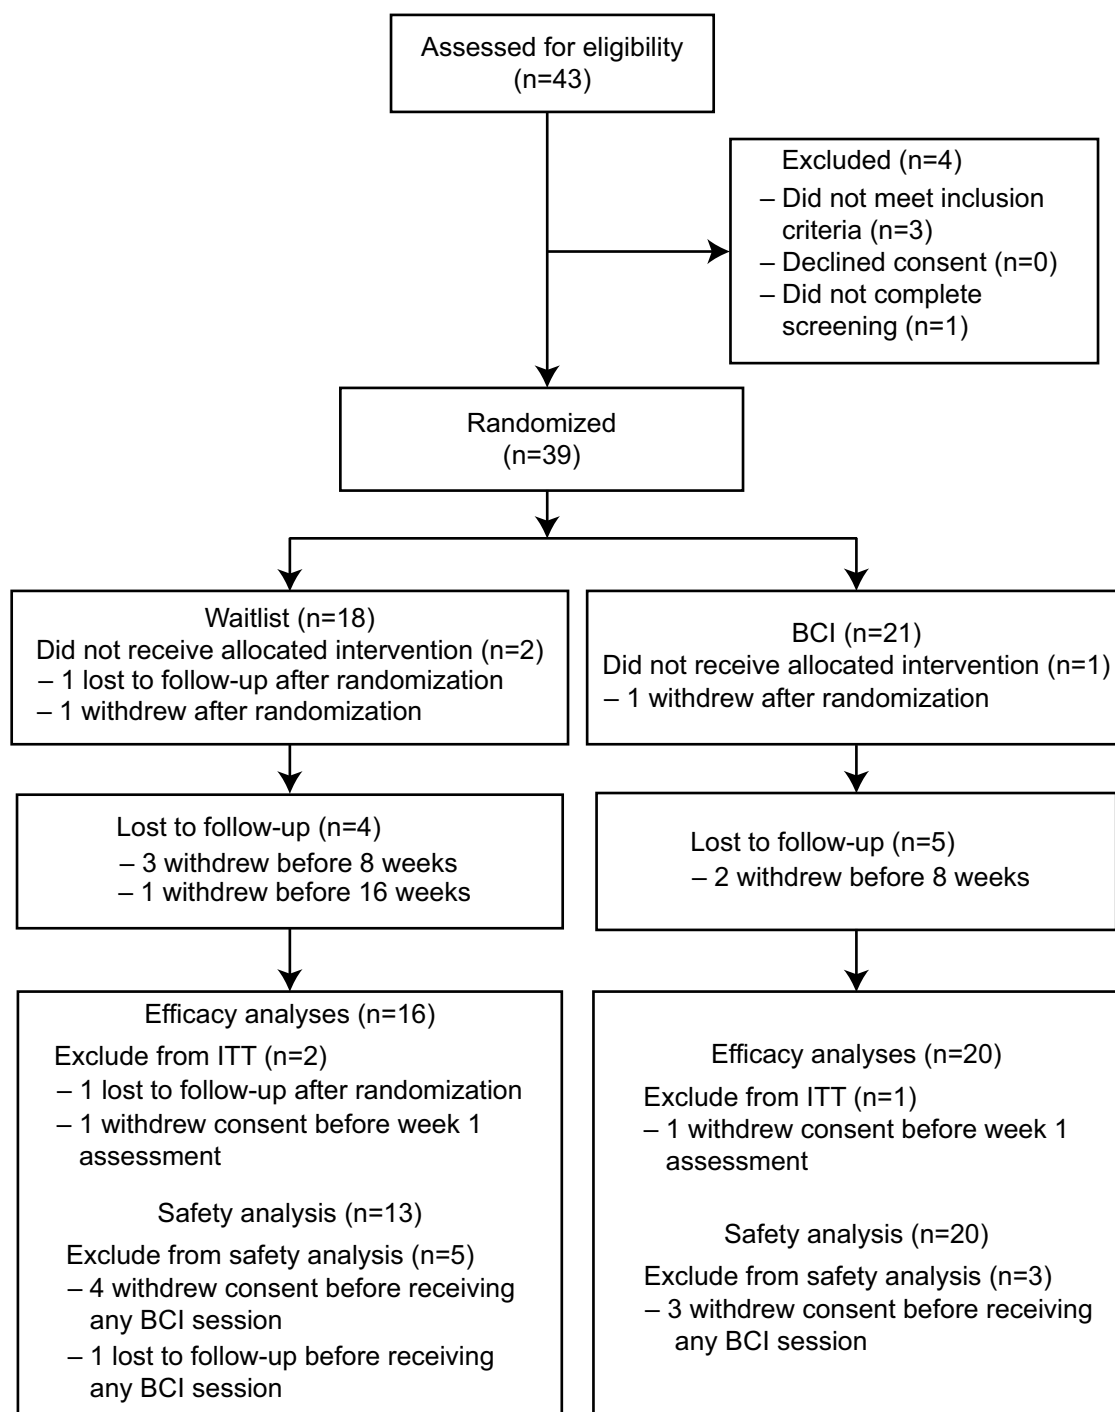 Assessed for eligibility
(n=43)
Excluded (n=4)
– Did not meet inclusion
criteria (n=3)
– Declined consent (n=0)
– Did not complete
screening (n=1)
Randomized
(n=39)
Waitlist (n=18)
Did not receive allocated intervention (n=2)
– 1 lost to follow-up after randomization
– 1 withdrew after randomization
BCI (n=21)
Did not receive allocated intervention (n=1)
– 1 withdrew after randomization
Lost to follow-up (n=4)
– 3 withdrew before 8 weeks
– 1 withdrew before 16 weeks
Lost to follow-up (n=5)
– 2 withdrew before 8 weeks
Efficacy analyses (n=16)
Exclude from ITT (n=2)
– 1 lost to follow-up after randomization
– 1 withdrew consent before week 1
assessment
Safety analysis (n=13)
Exclude from safety analysis (n=5)
– 4 withdrew consent before receiving
any BCI session
– 1 lost to follow-up before receiving
any BCI session
Efficacy analyses (n=20)
Exclude from ITT (n=1)
– 1 withdrew consent before week 1
assessment
Safety analysis (n=20)
Exclude from safety analysis (n=3)
– 3 withdrew consent before receiving
any BCI session